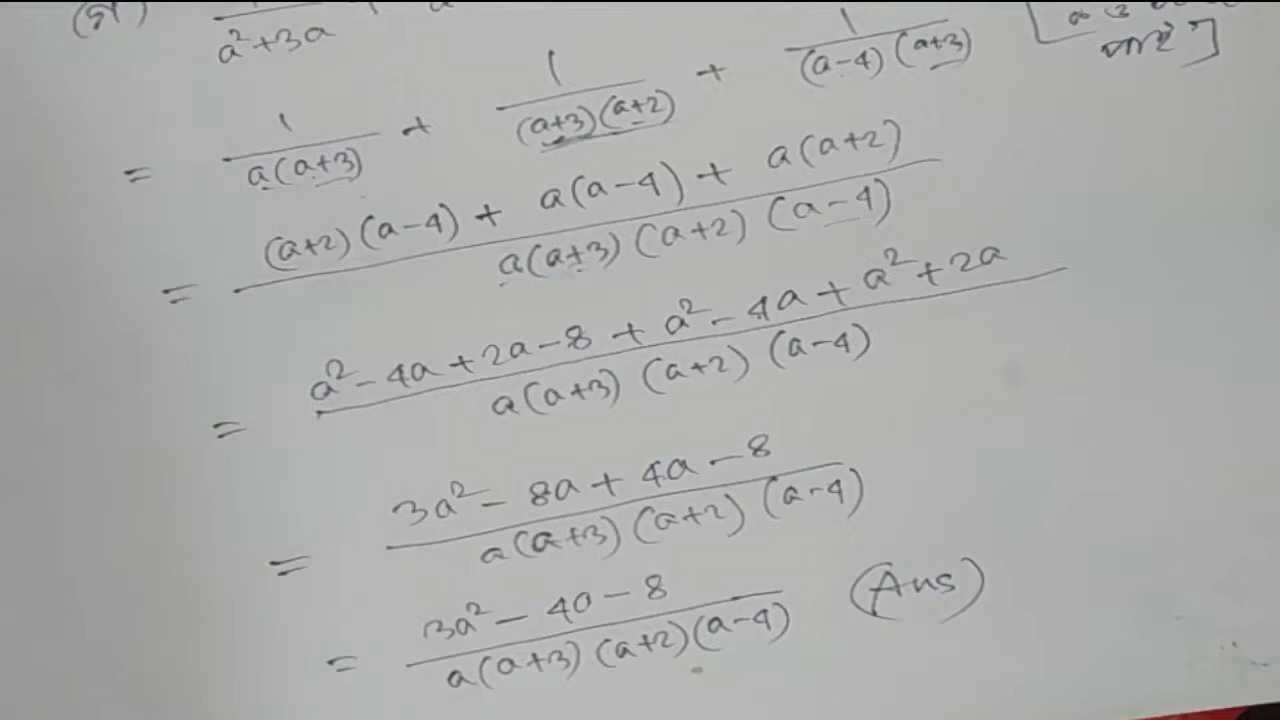 1/(a²+3a)
= 1/(a(a+3)) + 1/((a+3)(a+2)) + 1/((a-4)(a+3))
= ((a+2)(a-4) + a(a-4) + a(a+2))/(a(a+3)(a+2)(a-4))
= (a²-4a+2a-8+a²-4a+a²+2a)/(a(a+3)(a+2)(a-4))
= (3a²-8a+4a-8)/(a(a+3)(a+2)(a-4))
= (3a²-4a-8)/(a(a+3)(a+2)(a-4)) (Ans)